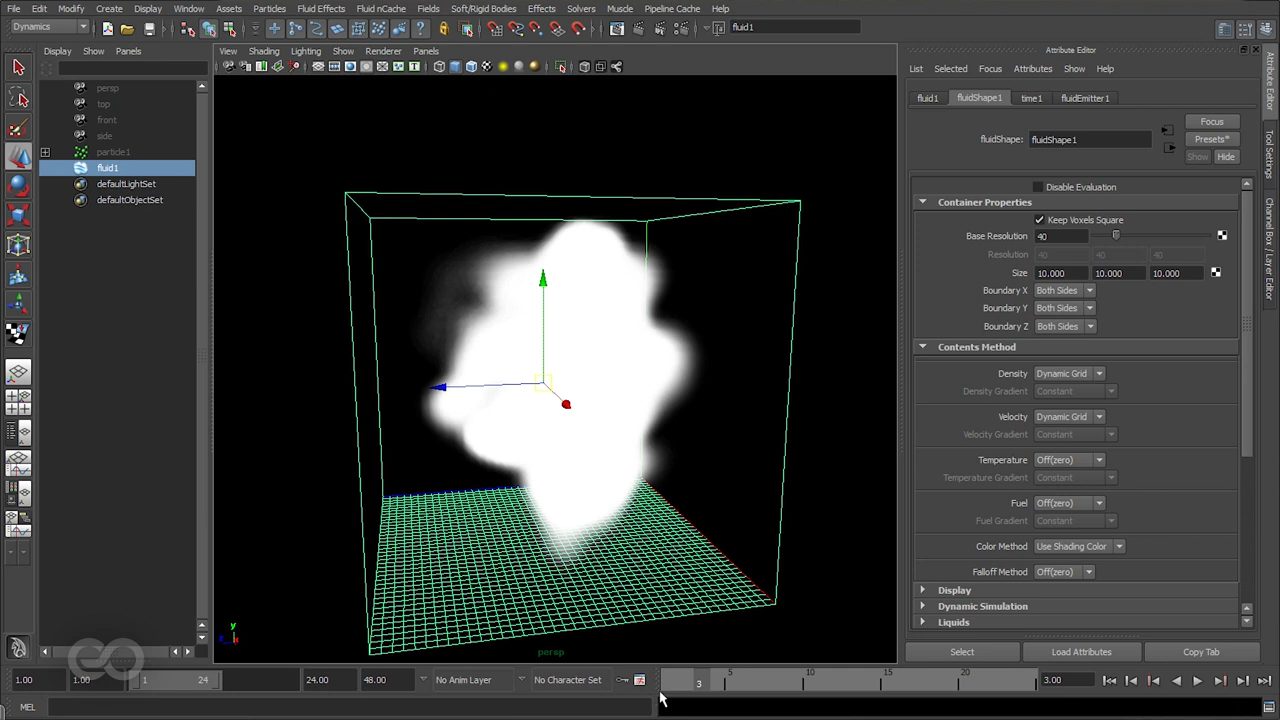 File Edit Modify Create Display Window Assets Particles Fluid Effects Fluid nCache Fields Soft/Rigid Bodies Effects Solvers Muscle Pipeline Cache Help
Dynamics
fluid1
Display Show Panels
View Shading Lighting Show Renderer Panels
Attribute Editor
List Selected Focus Attributes Show Help
persp
top
front
side
particle1
fluid1
defaultLightSet
defaultObjectSet
fluid1 fluidShape1 time1 fluidEmitter1
fluidShape: fluidShape1
Focus
Presets*
Show Hide
Disable Evaluation
Container Properties
Keep Voxels Square
Base Resolution 40
Resolution 40 40 40
Size 10.000 10.000 10.000
Boundary X Both Sides
Boundary Y Both Sides
Boundary Z Both Sides
Contents Method
Density Dynamic Grid
Density Gradient Constant
Velocity Dynamic Grid
Velocity Gradient Constant
Temperature Off(zero)
Temperature Gradient Constant
Fuel Off(zero)
Fuel Gradient Constant
Color Method Use Shading Color
Falloff Method Off(zero)
Display
Dynamic Simulation
Liquids
Select Load Attributes Copy Tab
Attribute Editor
Tool Settings
Channel Box / Layer Editor
y
persp
1.00 1.00 1 24 24.00 48.00 No Anim Layer No Character Set 3 5 10 15 20 3.00
MEL